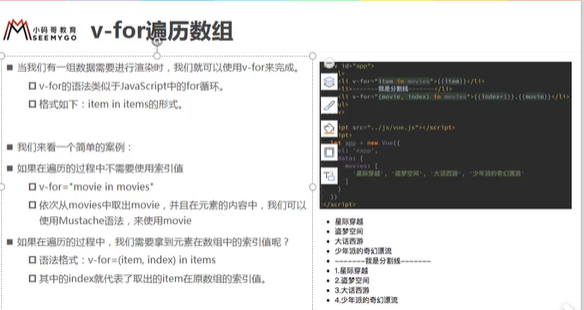 小码哥教育
SEEMYGO
v-for遍历数组
当我们有一组数据需要进行渲染时，我们就可以使用v-for来完成。
v-for的语法类似于JavaScript中的for循环。
格式如下：item in items的形式。
我们来看一个简单的案例：
如果在遍历的过程中不需要使用索引值
v-for="movie in movies"
依次从movies中取出movie，并且在元素的内容中，我们可以
使用Mustache语法，来使用movie
如果在遍历的过程中，我们需要拿到元素在数组中的索引值呢？
语法格式：v-for=(item, index) in items
其中的index就代表了取出的item在原数组的索引值。
id="app">
<li v-for="item in movies">{{item}}</li>
<li>-------我是分割线-------</li>
<li v-for="(movie, index) in movies">{{index+1}}.{{movie}}</li>
ul>
ipt src="../js/vue.js"></script>
ipt>
t app = new Vue({
l: '#app',
data: {
movies: [
'星际穿越', '盗梦空间', '大话西游', '少年派的奇幻漂流'
]
}
})
</script>
星际穿越
盗梦空间
大话西游
少年派的奇幻漂流
-------我是分割线-------
1.星际穿越
2.盗梦空间
3.大话西游
4.少年派的奇幻漂流